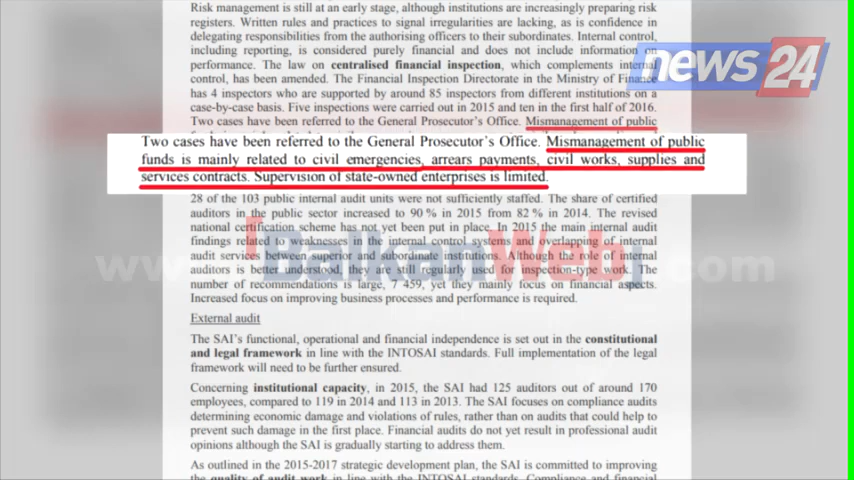 Risk management is still at an early stage, although institutions are increasingly preparing risk
registers. Written rules and practices to signal irregularities are lacking, as is confidence in
delegating responsibilities from the authorising officers to their subordinates. Internal control,
including reporting, is considered purely financial and does not include information on
performance. The law on centralised financial inspection, which complements internal
control, has been amended. The Financial Inspection Directorate in the Ministry of Finance
has 4 inspectors who are supported by around 85 inspectors from different institutions on a
case-by-case basis. Five inspections were carried out in 2015 and ten in the first half of 2016.
Two cases have been referred to the General Prosecutor's Office. Mismanagement of public
news 24
Two cases have been referred to the General Prosecutor's Office. Mismanagement of public
funds is mainly related to civil emergencies, arrears payments, civil works, supplies and
services contracts. Supervision of state-owned enterprises is limited.
28 of the 103 public internal audit units were not sufficiently staffed. The share of certified
auditors in the public sector increased to 90 % in 2015 from 82 % in 2014. The revised
national certification scheme has not yet been put in place. In 2015 the main internal audit
findings related to weaknesses in the internal control systems and overlapping of internal
audit services between superior and subordinate institutions. Although the role of internal
auditors is better understood, they are still regularly used for inspection-type work. The
number of recommendations is large, 7 459, yet they mainly focus on financial aspects.
Increased focus on improving business processes and performance is required.
www. BalkanWeb .com
External audit
The SAI's functional, operational and financial independence is set out in the constitutional
and legal framework in line with the INTOSAI standards. Full implementation of the legal
framework will need to be further ensured.
Concerning institutional capacity, in 2015, the SAI had 125 auditors out of around 170
employees, compared to 119 in 2014 and 113 in 2013. The SAI focuses on compliance audits
determining economic damage and violations of rules, rather than on audits that could help to
prevent such damage in the first place. Financial audits do not yet result in professional audit
opinions although the SAI is gradually starting to address them.
As outlined in the 2015-2017 strategic development plan, the SAI is committed to improving
the quality of audit work in line with the INTOSAI standards. Compliance and financial